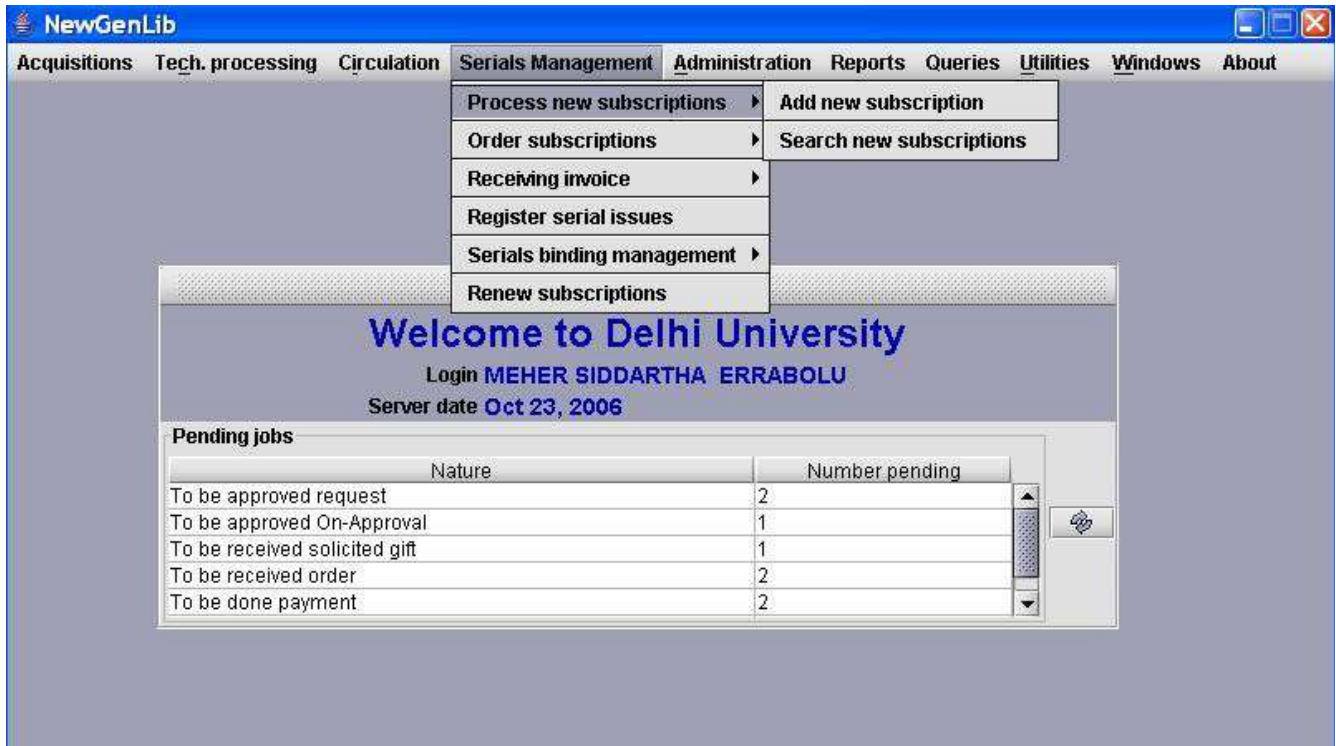 NewGenLib
Acquisitions Tech. processing Circulation Serials Management Administration Reports Queries Utilities Windows About
Process new subscriptions Add new subscription
Order subscriptions Search new subscriptions
Receiving invoice
Register serial issues
Serials binding management
Renew subscriptions
Welcome to Delhi University
Login MEHER SIDDARTHA ERRABOLU
Server date Oct 23, 2006
Pending jobs
Nature Number pending
To be approved request 2
To be approved On-Approval 1
To be received solicited gift 1
To be received order 2
To be done payment 2